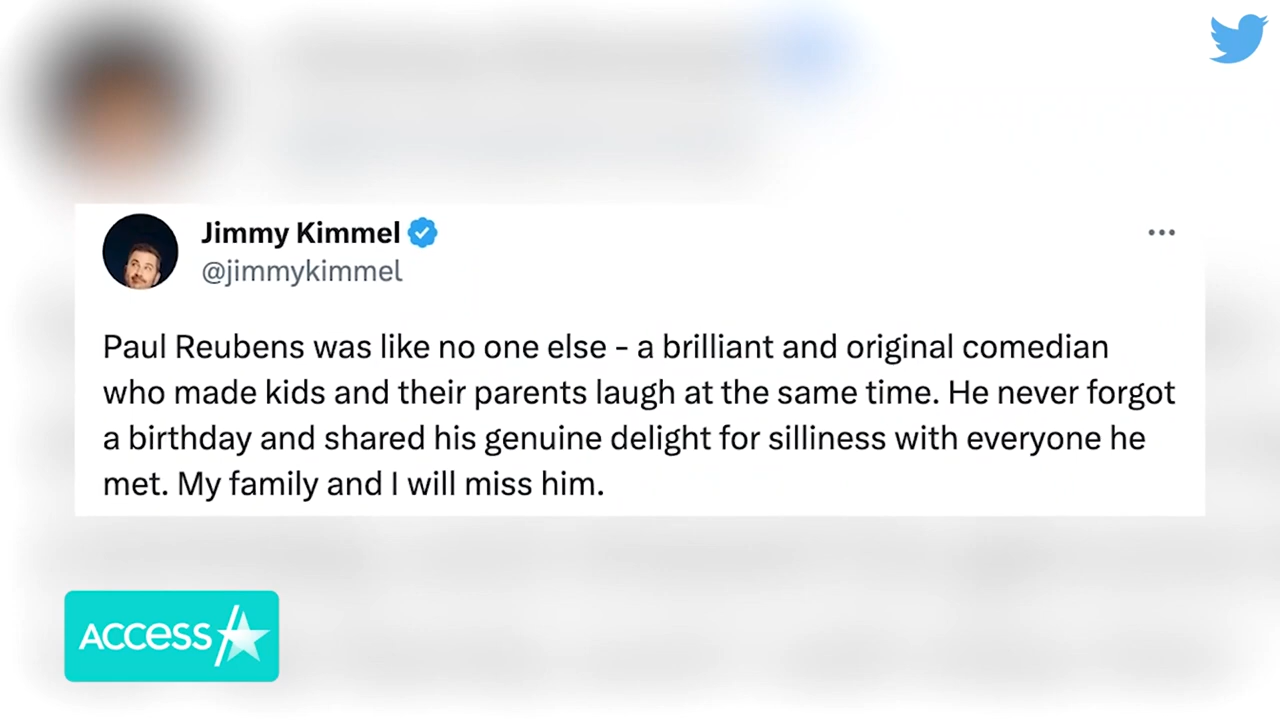 Jimmy Kimmel
@jimmykimmel
Paul Reubens was like no one else - a brilliant and original comedian
who made kids and their parents laugh at the same time. He never forgot
a birthday and shared his genuine delight for silliness with everyone he
met. My family and I will miss him.
ACCESS